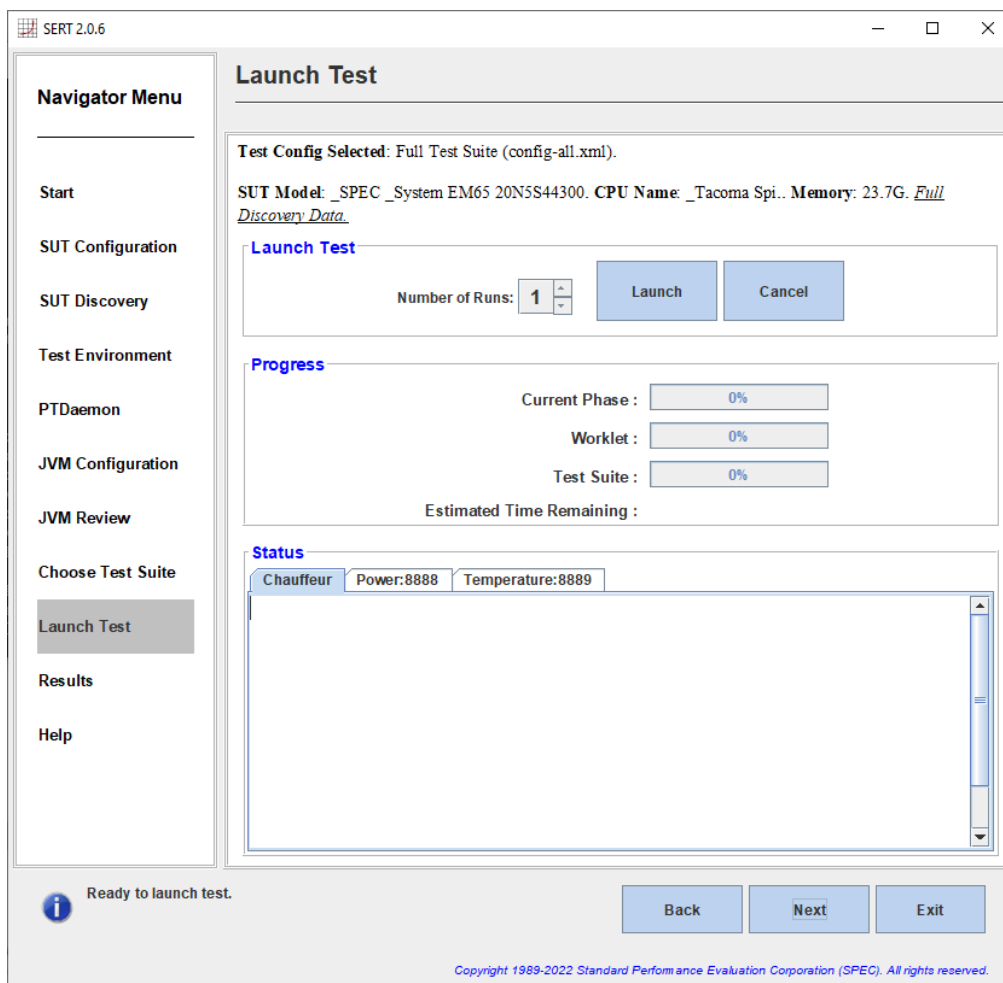 SERT 2.0.6
Navigator Menu
Start
SUT Configuration
SUT Discovery
Test Environment
PTDaemon
JVM Configuration
JVM Review
Choose Test Suite
Launch Test
Results
Help
Launch Test
Test Config Selected: Full Test Suite (config-all.xml).
SUT Model: _SPEC _System EM65 20N5S44300. CPU Name: _Tacoma Spi.. Memory: 23.7G. Full
Discovery Data.
Launch Test
Number of Runs: 1 Launch Cancel
Progress
Current Phase : 0%
Worklet : 0%
Test Suite : 0%
Estimated Time Remaining :
Status
Chauffeur Power:8888 Temperature:8889
Ready to launch test.
Back Next Exit
Copyright 1989-2022 Standard Performance Evaluation Corporation (SPEC). All rights reserved.